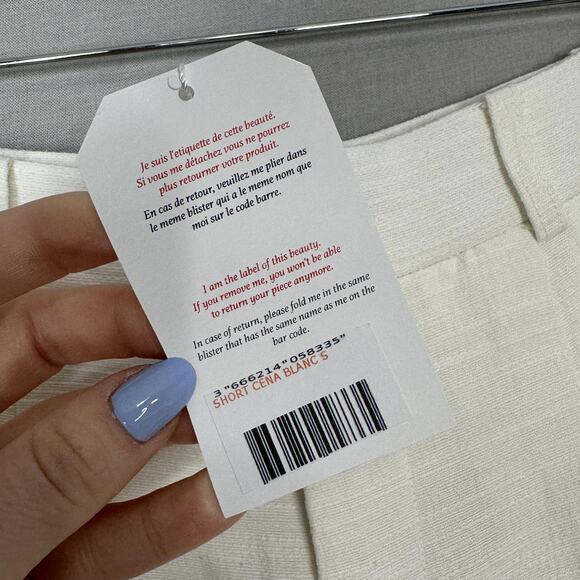 Je suis l'etiquette de cette beauté.
Si vous me détachez vous ne pourrez
plus retourner votre produit.
En cas de retour, veuillez me plier dans
le meme blister qui a le meme nom que
moi sur le code barre.
I am the label of this beauty.
If you remove me, you won't be able
to return your piece anymore.
In case of return, please fold me in the same
blister that has the same name as me on the
bar code.
3"666214"058335"
SHORT CENA BLANC S